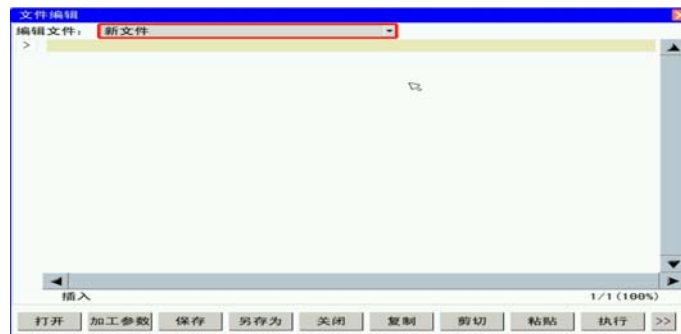 文件编辑
编辑文件： 新文件
>
插入 1/1(100%)
打开 加工参数 保存 另存为 关闭 复制 剪切 粘贴 执行 >>